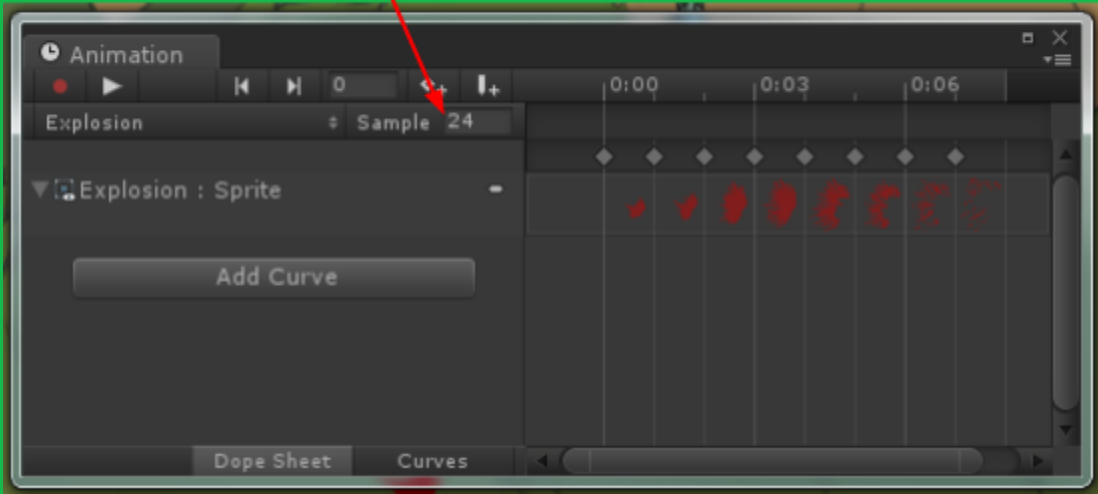 Animation
0 0:00 0:03 0:06
Explosion Sample 24
Explosion : Sprite
Add Curve
Dope Sheet Curves